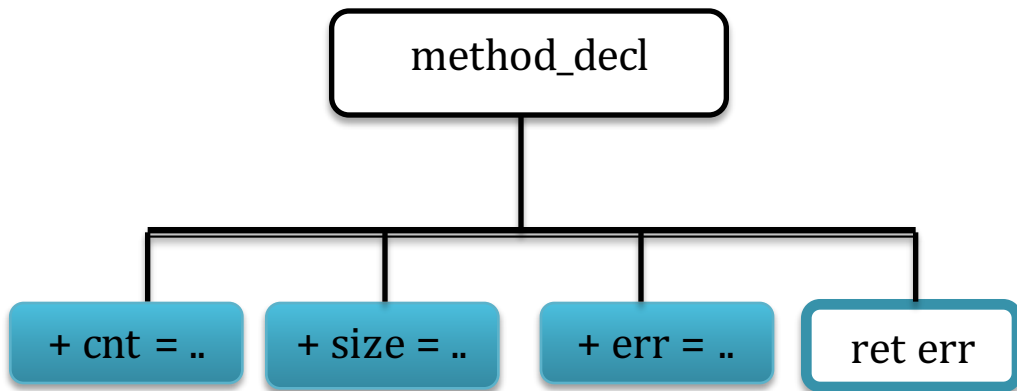 method_decl
+ cnt = ..
+ size = ..
+ err = ..
ret err